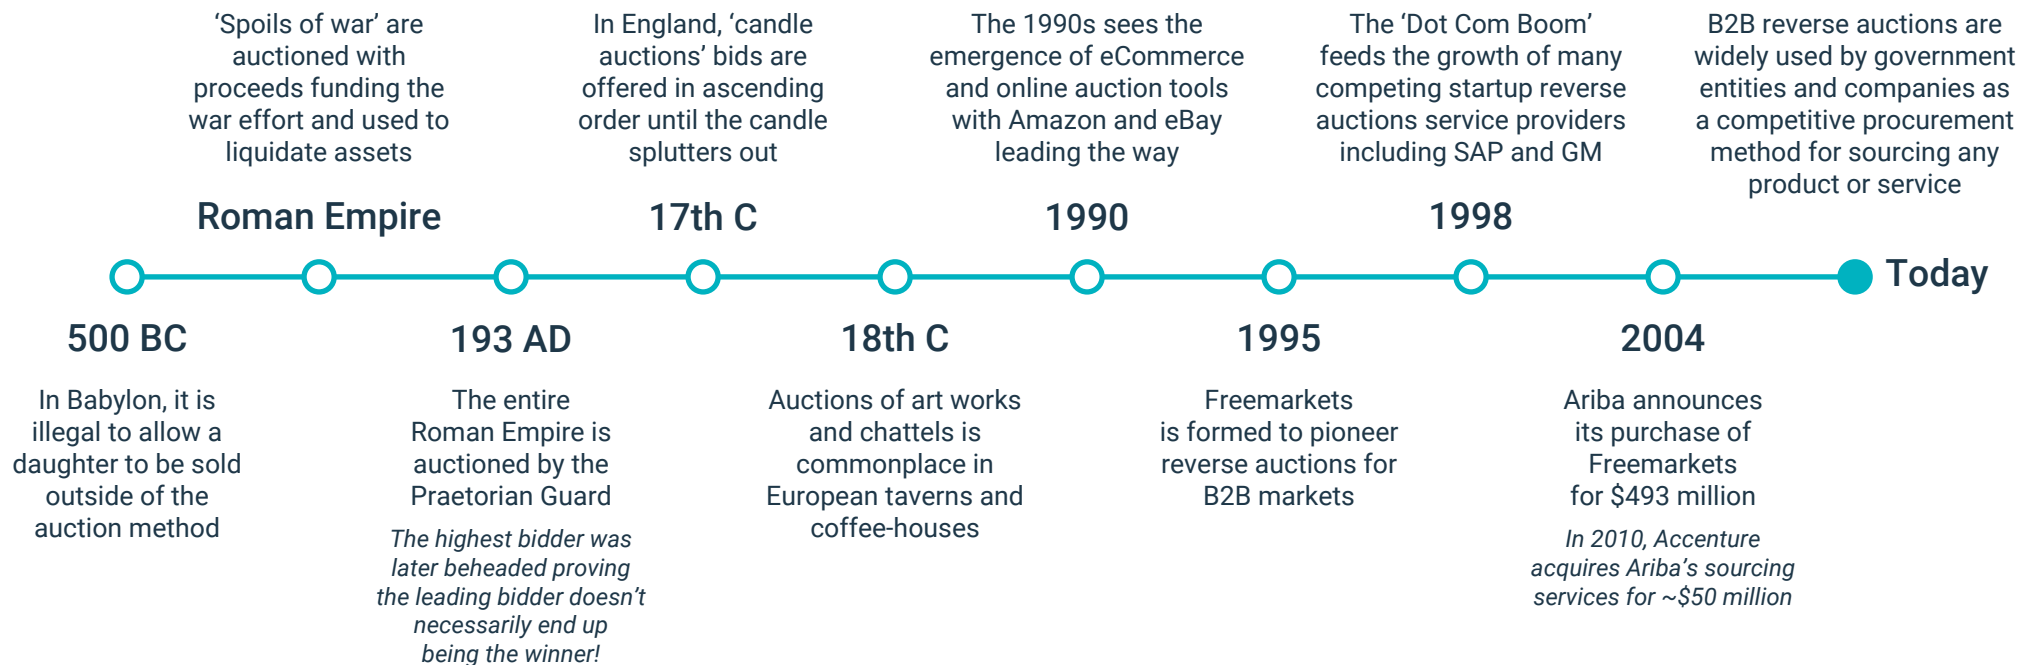 ‘Spoils of war’ are
auctioned with
proceeds funding the
war effort and used to
liquidate assets
Roman Empire
In England, ‘candle
auctions’ bids are
offered in ascending
order until the candle
splutters out
17th C
The 1990s sees the
emergence of eCommerce
and online auction tools
with Amazon and eBay
leading the way
1990
The ‘Dot Com Boom’
feeds the growth of many
competing startup reverse
auctions service providers
including SAP and GM
1998
B2B reverse auctions are
widely used by government
entities and companies as
a competitive procurement
method for sourcing any
product or service
Today
500 BC
In Babylon, it is
illegal to allow a
daughter to be sold
outside of the
auction method
193 AD
The entire
Roman Empire is
auctioned by the
Praetorian Guard
The highest bidder was
later beheaded proving
the leading bidder doesn’t
necessarily end up
being the winner!
18th C
Auctions of art works
and chattels is
commonplace in
European taverns and
coffee-houses
1995
Freemarkets
is formed to pioneer
reverse auctions for
B2B markets
2004
Ariba announces
its purchase of
Freemarkets
for $493 million
In 2010, Accenture
acquires Ariba’s sourcing
services for ~$50 million